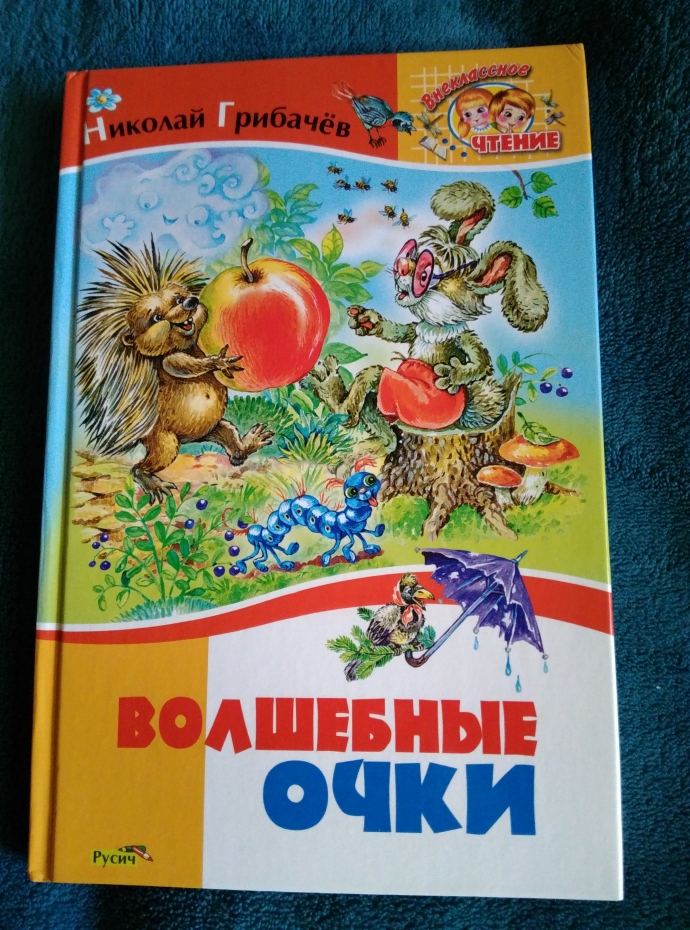 Николай Грибачёв
Внеклассное
ЧТЕНИЕ
ВОЛШЕБНЫЕ
ОЧКИ
Русич